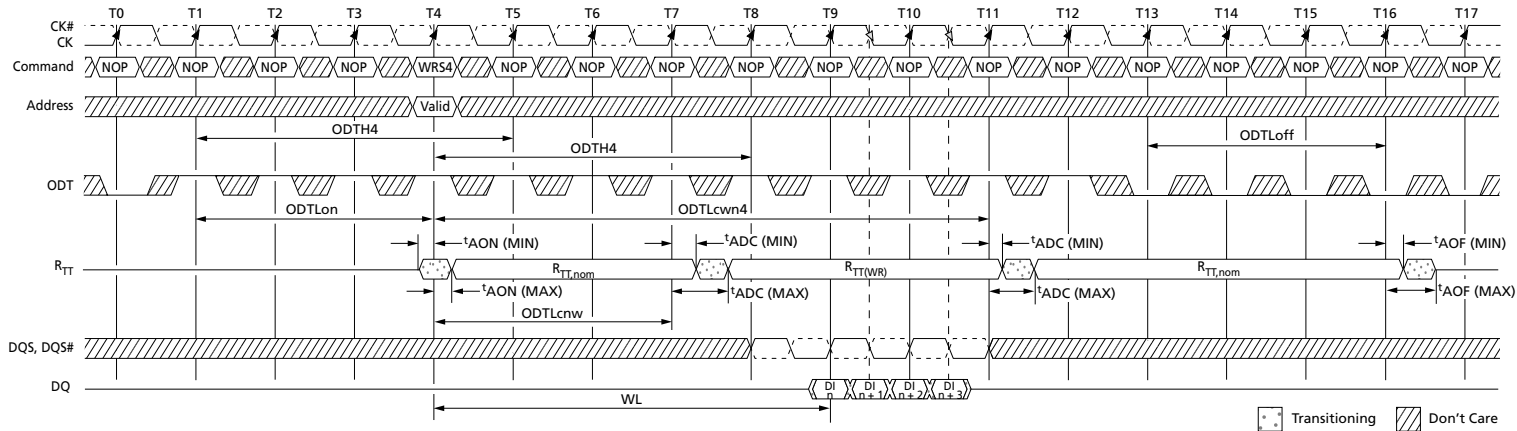 T0 T1 T2 T3 T4 T5 T6 T7 T8 T9 T10 T11 T12 T13 T14 T15 T16 T17
CK#
CK
Command NOP NOP NOP NOP WRS4 NOP NOP NOP NOP NOP NOP NOP NOP NOP NOP NOP NOP NOP
Address Valid
ODTH4 ODTLoff
ODTH4
ODT
ODTLon ODTLcwn4
tAON (MIN) tADC (MIN) tADC (MIN) tAOF (MIN)
RTT RTT,nom RTT(WR) RTT,nom
tAON (MAX) tADC (MAX) tADC (MAX) tAOF (MAX)
ODTLcnw
DQS, DQS#
DQ DI n DI n + 1 DI n + 2 DI n + 3
WL
Transitioning Don't Care